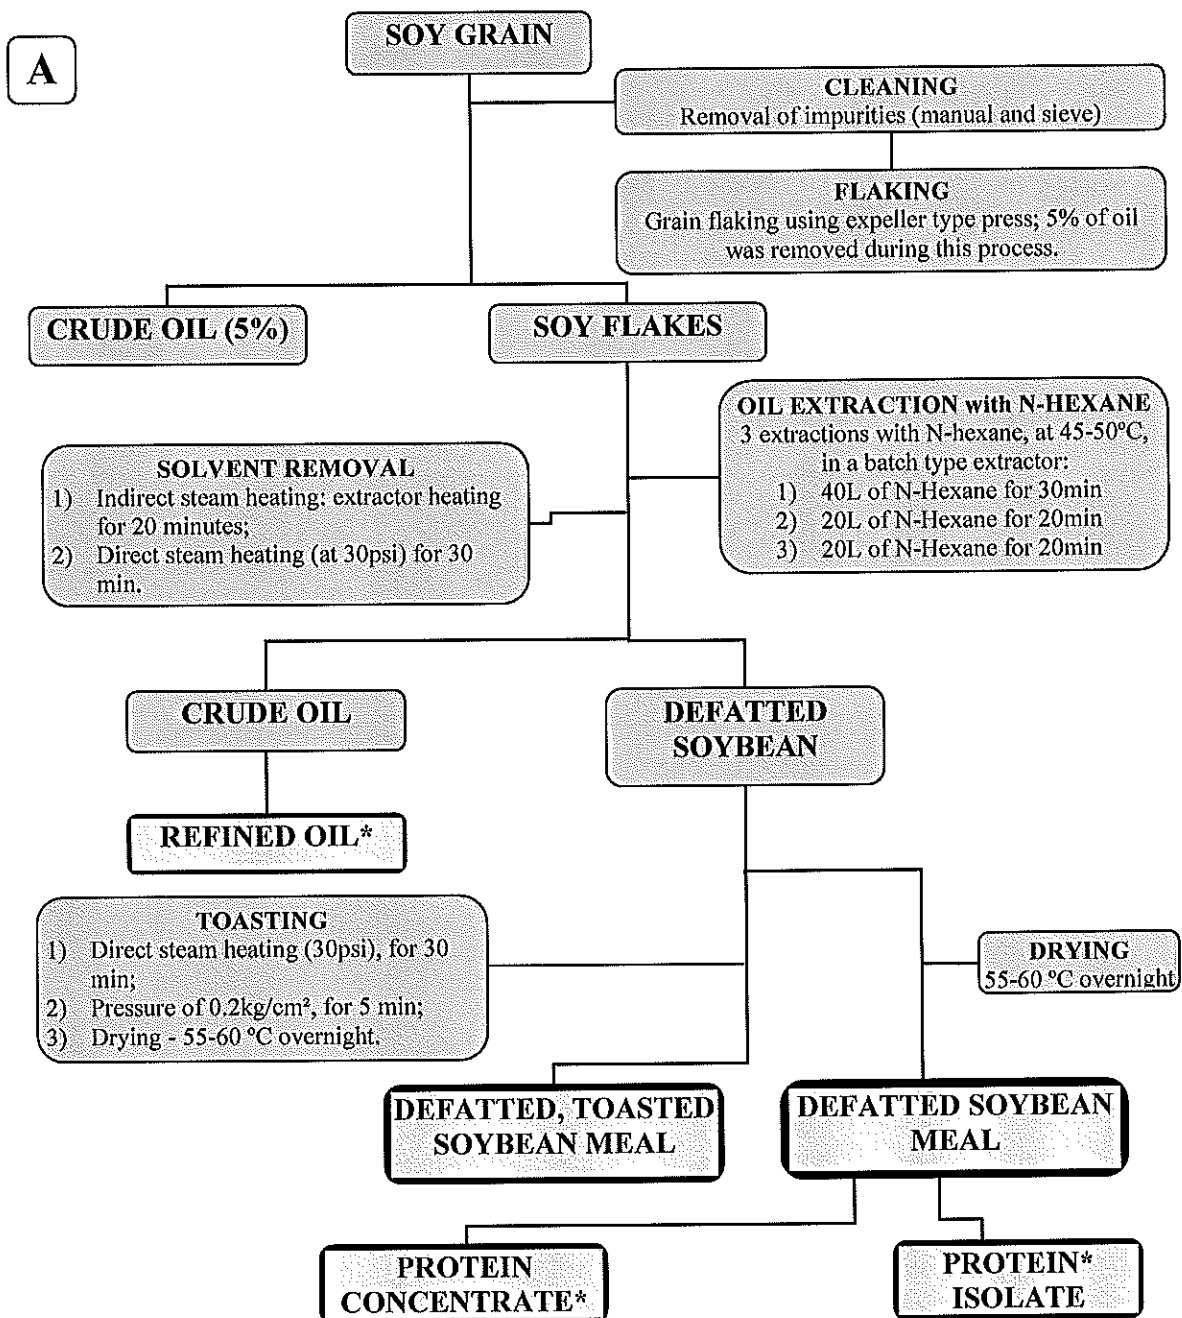 A
SOY GRAIN
CLEANING
Removal of impurities (manual and sieve)
FLAKING
Grain flaking using expeller type press; 5% of oil
was removed during this process.
CRUDE OIL (5%)
SOY FLAKES
OIL EXTRACTION with N-HEXANE
3 extractions with N-hexane, at 45-50ºC,
in a batch type extractor:
1) 40L of N-Hexane for 30min
2) 20L of N-Hexane for 20min
3) 20L of N-Hexane for 20min
SOLVENT REMOVAL
1) Indirect steam heating: extractor heating
for 20 minutes;
2) Direct steam heating (at 30psi) for 30
min.
CRUDE OIL
DEFATTED
SOYBEAN
REFINED OIL*
TOASTING
1) Direct steam heating (30psi), for 30
min;
2) Pressure of 0.2kg/cm², for 5 min;
3) Drying - 55-60 ºC overnight.
DRYING
55-60 ºC overnight
DEFATTED, TOASTED
SOYBEAN MEAL
DEFATTED SOYBEAN
MEAL
PROTEIN
CONCENTRATE*
PROTEIN*
ISOLATE